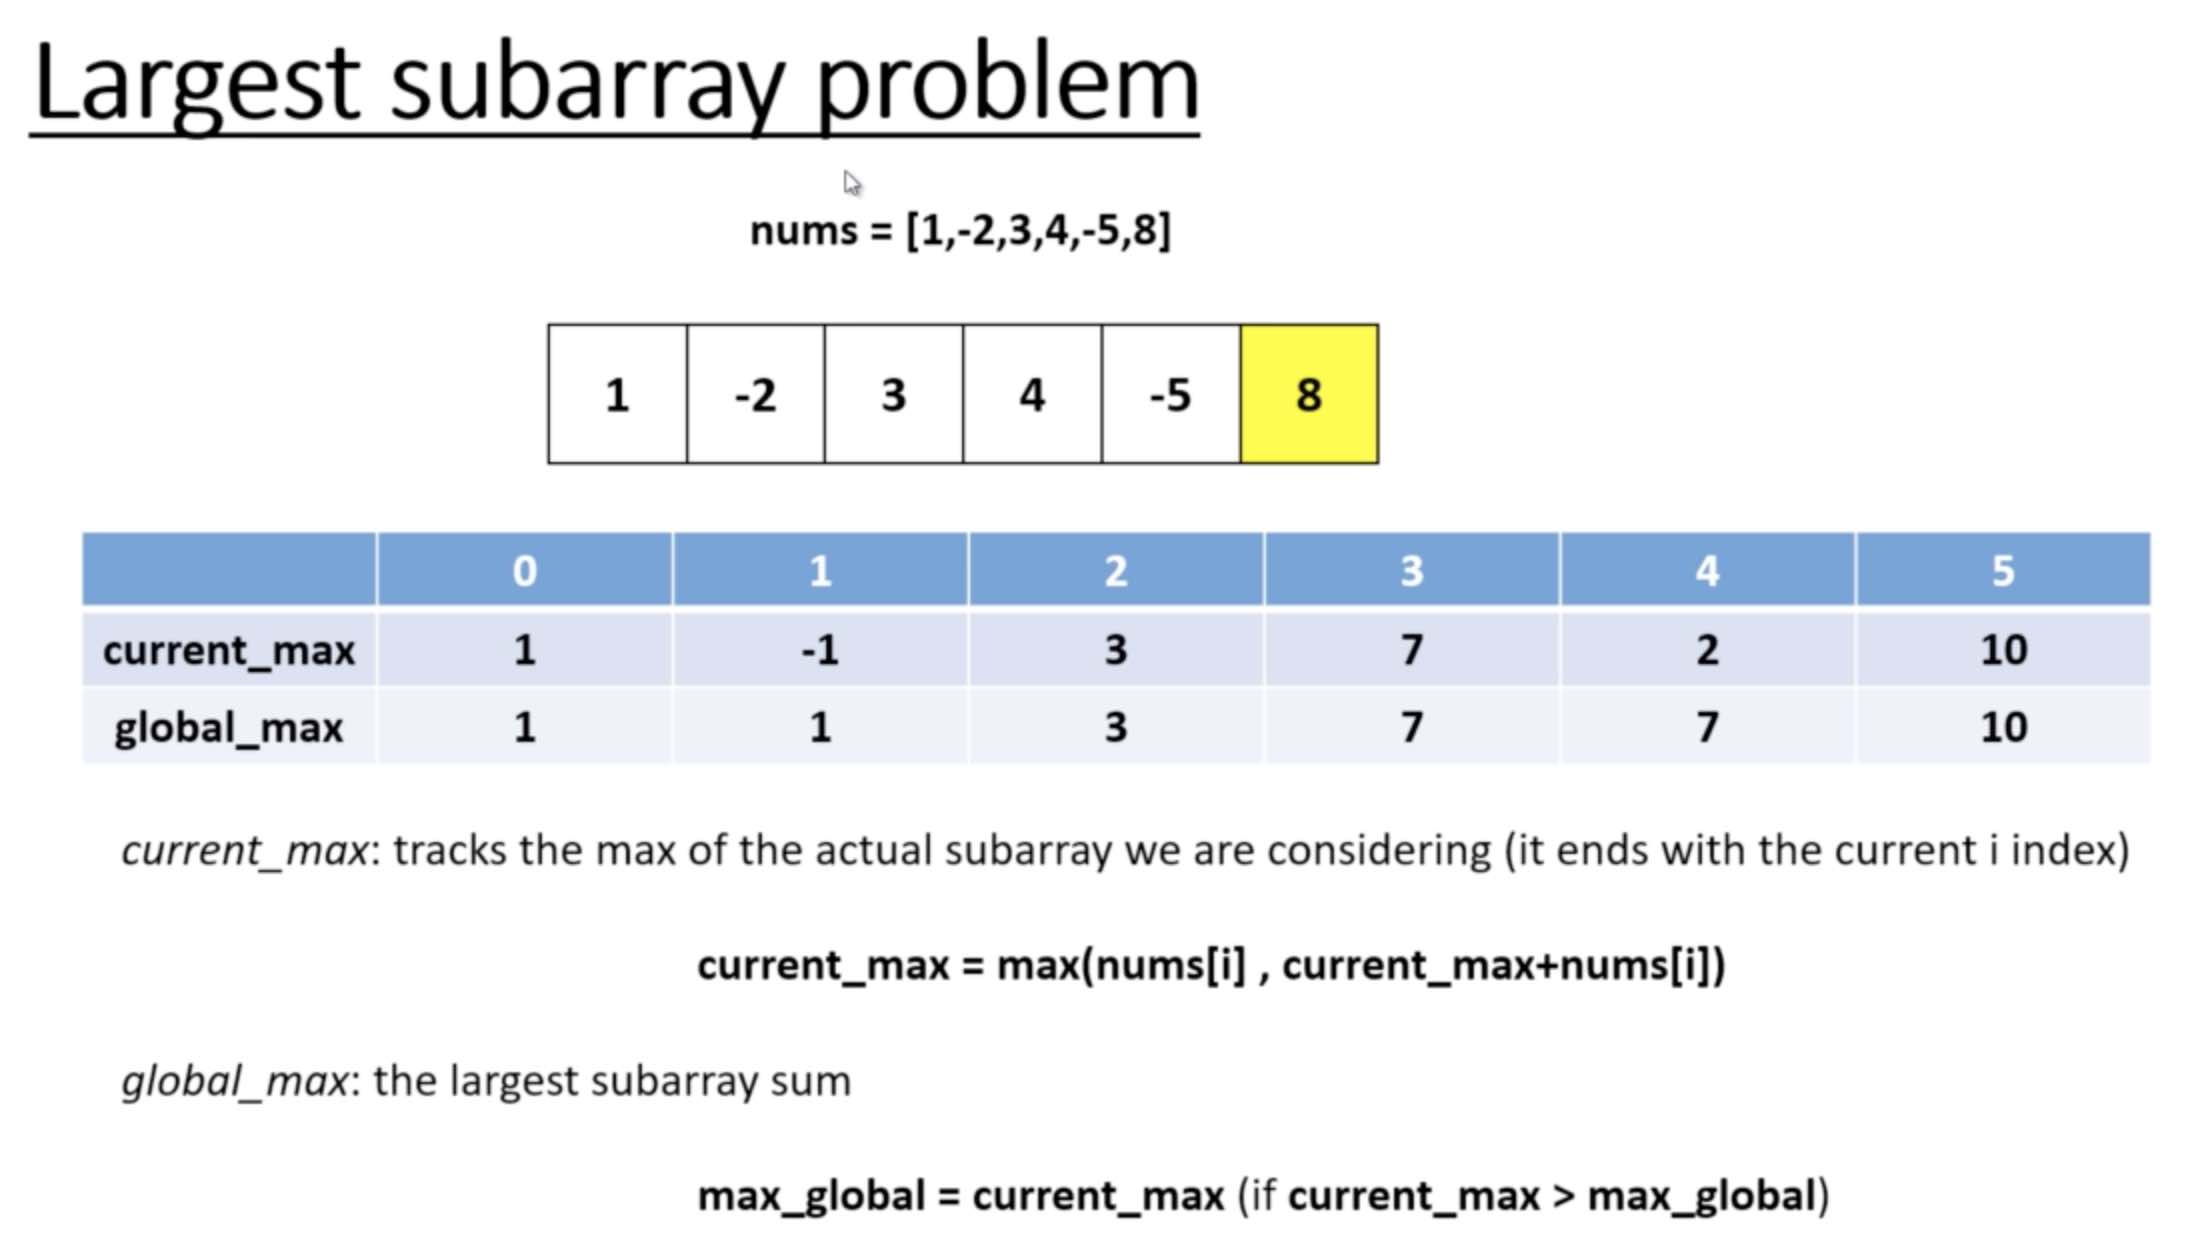 Largest subarray problem
nums = [1,-2,3,4,-5,8]
1 -2 3 4 -5 8
0 1 2 3 4 5
current_max 1 -1 3 7 2 10
global_max 1 1 3 7 7 10
current_max: tracks the max of the actual subarray we are considering (it ends with the current i index)
current_max = max(nums[i] , current_max+nums[i])
global_max: the largest subarray sum
max_global = current_max (if current_max > max_global)